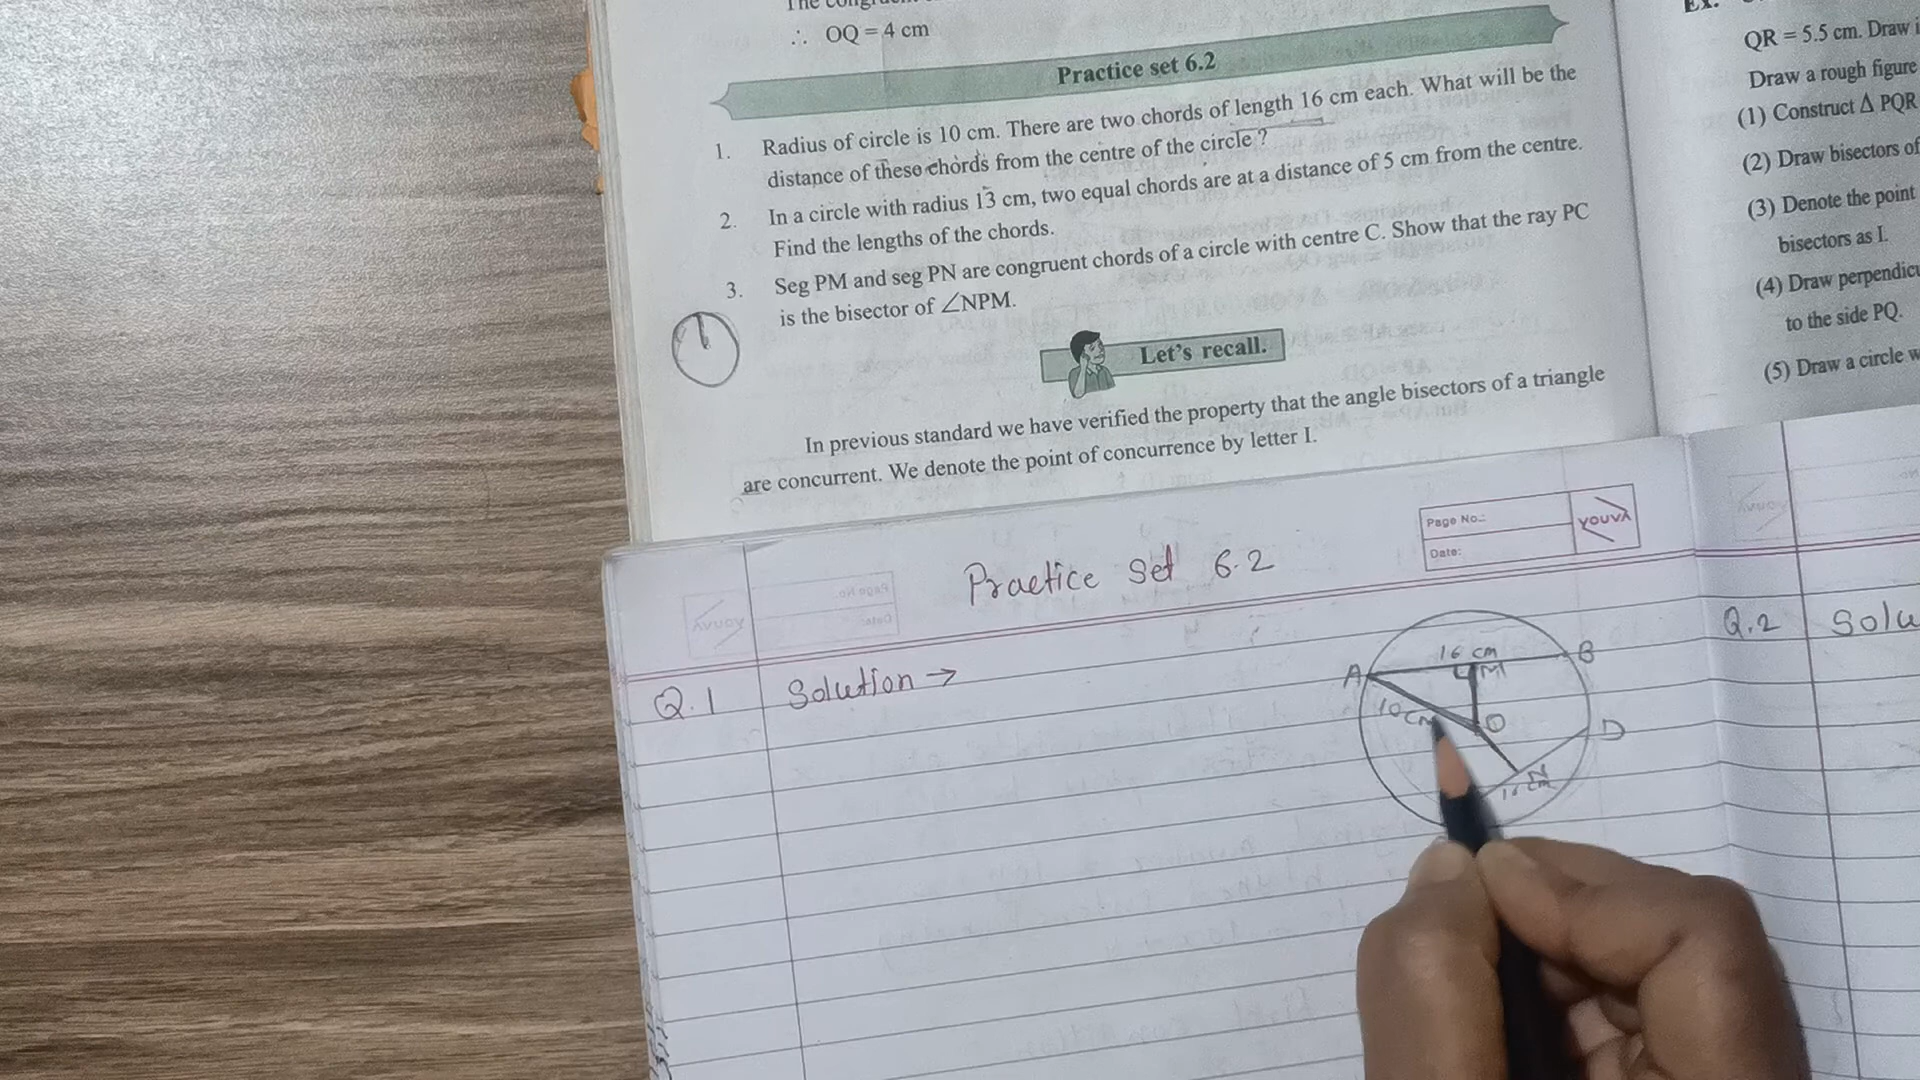 ∴ OQ = 4 cm
Practice set 6.2
1. Radius of circle is 10 cm. There are two chords of length 16 cm each. What will be the
distance of these chords from the centre of the circle ?
2. In a circle with radius 13 cm, two equal chords are at a distance of 5 cm from the centre.
Find the lengths of the chords.
3. Seg PM and seg PN are congruent chords of a circle with centre C. Show that the ray PC
is the bisector of ∠NPM.
Let's recall.
In previous standard we have verified the property that the angle bisectors of a triangle
are concurrent. We denote the point of concurrence by letter I.
Ex.
QR = 5.5 cm. Draw
Draw a rough figure
(1) Construct Δ PQR
(2) Draw bisectors of
(3) Denote the point
bisectors as I.
(4) Draw
to the side PQ.
(5) Draw a circle
Page No.:
Date:
YOUVA
Practice set 6.2
Q.1 Solution →
16 cm
A M B
10 cm O
D
N
16 cm
Q.2